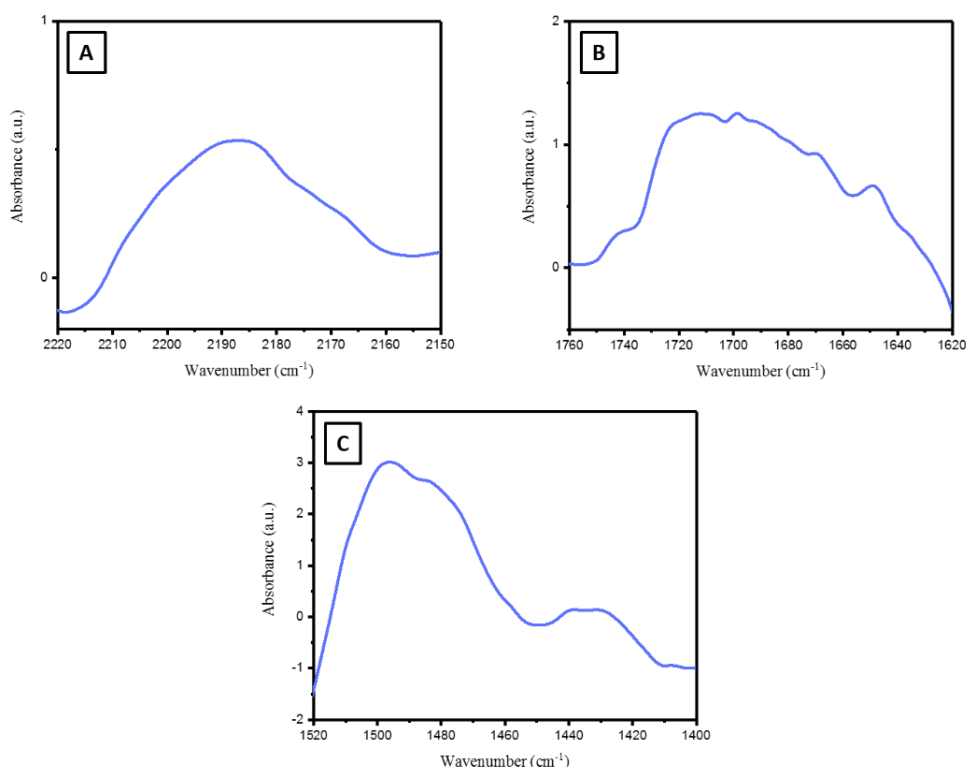 A
Absorbance (a.u.)
1
0
2220 2210 2200 2190 2180 2170 2160 2150
Wavenumber (cm⁻¹)
B
Absorbance (a.u.)
2
1
0
1760 1740 1720 1700 1680 1660 1640 1620
Wavenumber (cm⁻¹)
C
Absorbance (a.u.)
4
3
2
1
0
-1
-2
1520 1500 1480 1460 1440 1420 1400
Wavenumber (cm⁻¹)